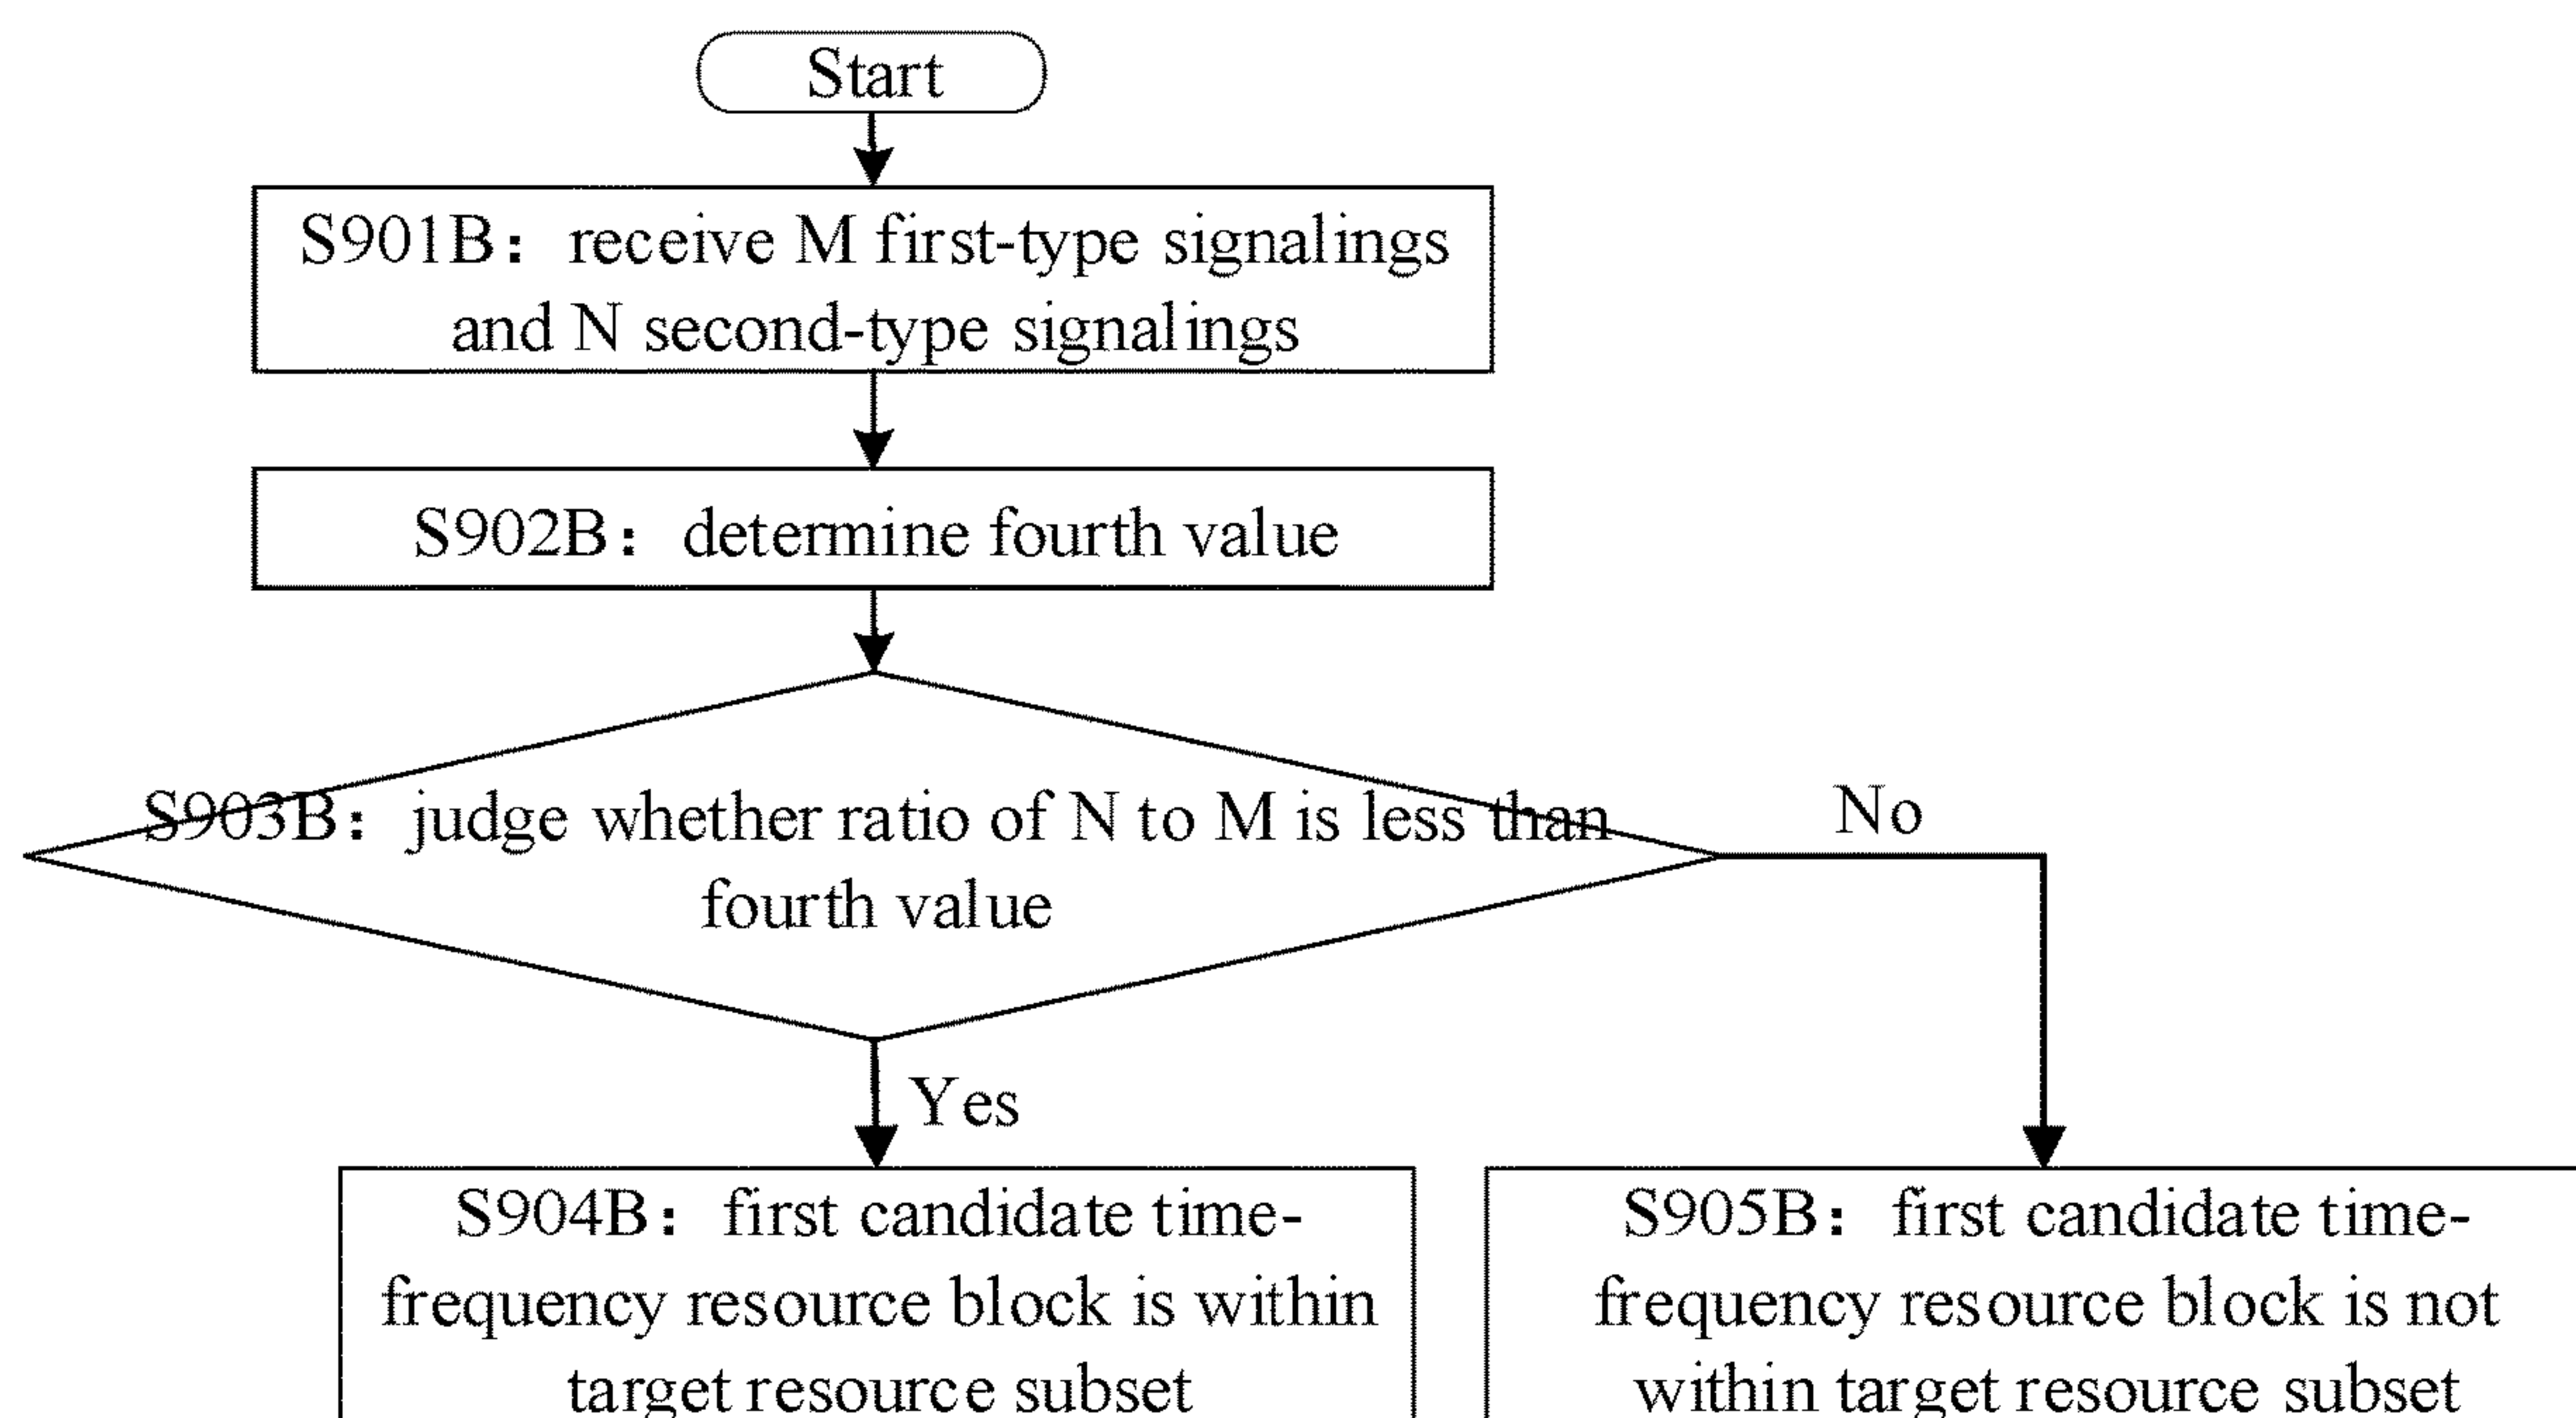 Start
S901B: receive M first-type signalings
and N second-type signalings
S902B: determine fourth value
S903B: judge whether ratio of N to M is less than
fourth value
No
Yes
S904B: first candidate time-
frequency resource block is within
target resource subset
S905B: first candidate time-
frequency resource block is not
within target resource subset